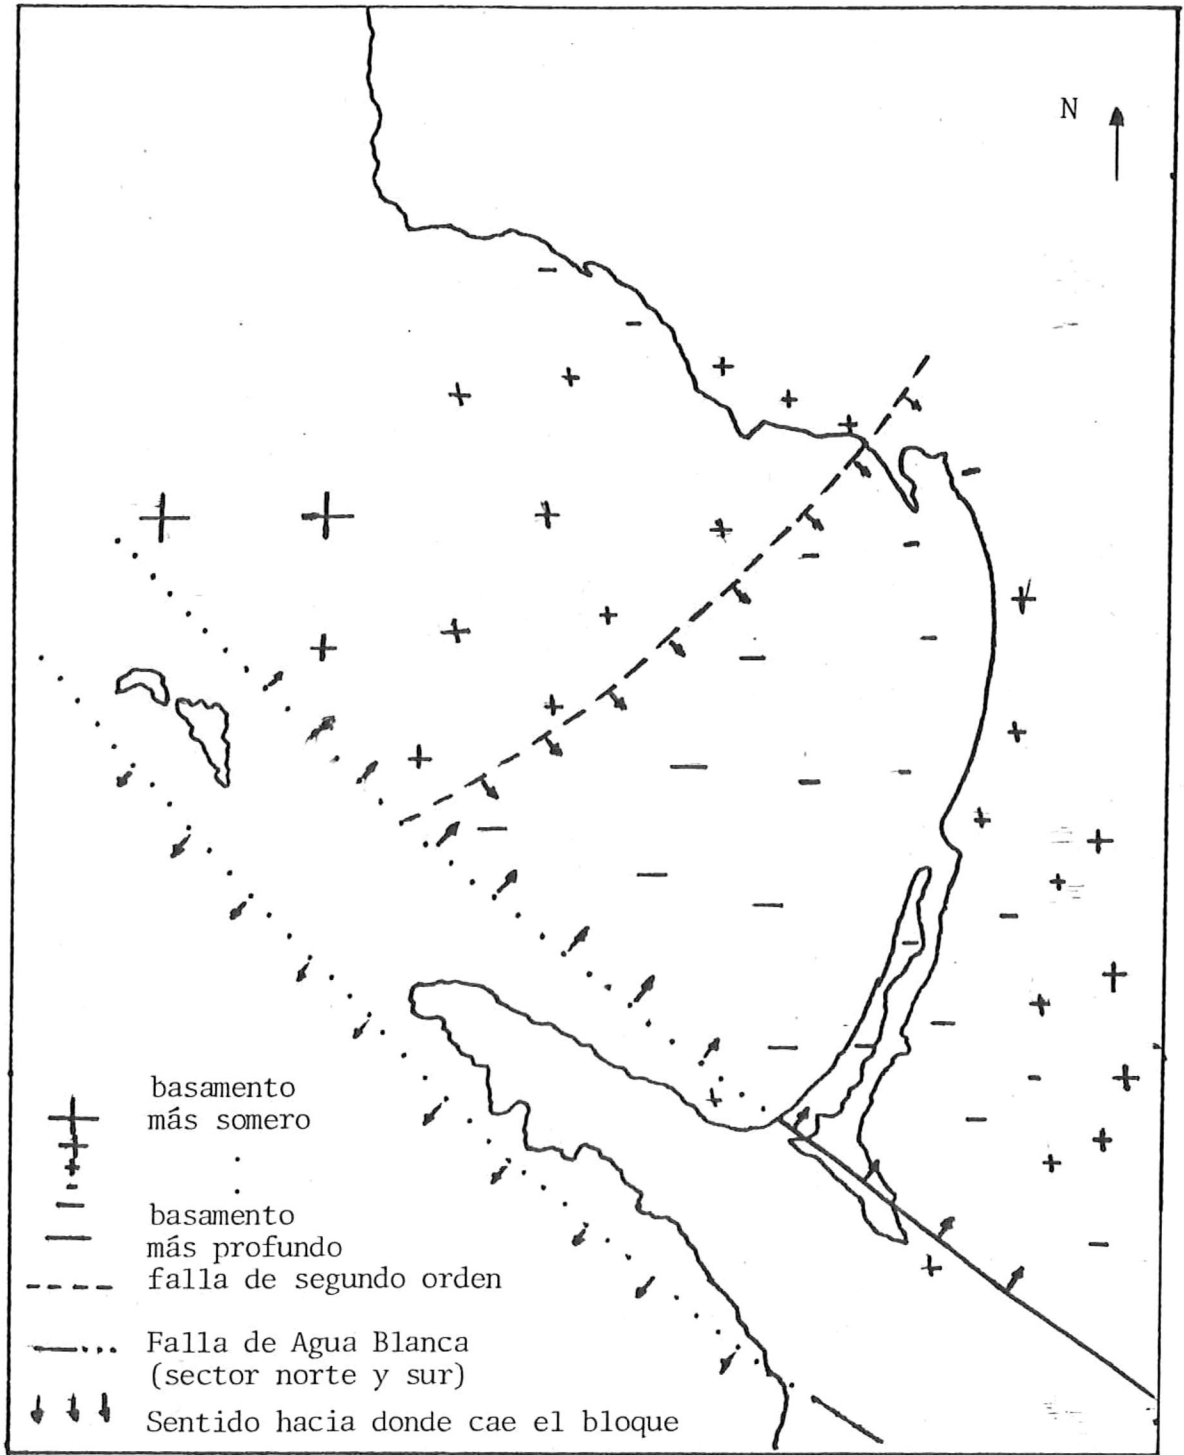 N
basamento
más somero
basamento
más profundo
falla de segundo orden
Falla de Agua Blanca
(sector norte y sur)
Sentido hacia donde cae el bloque